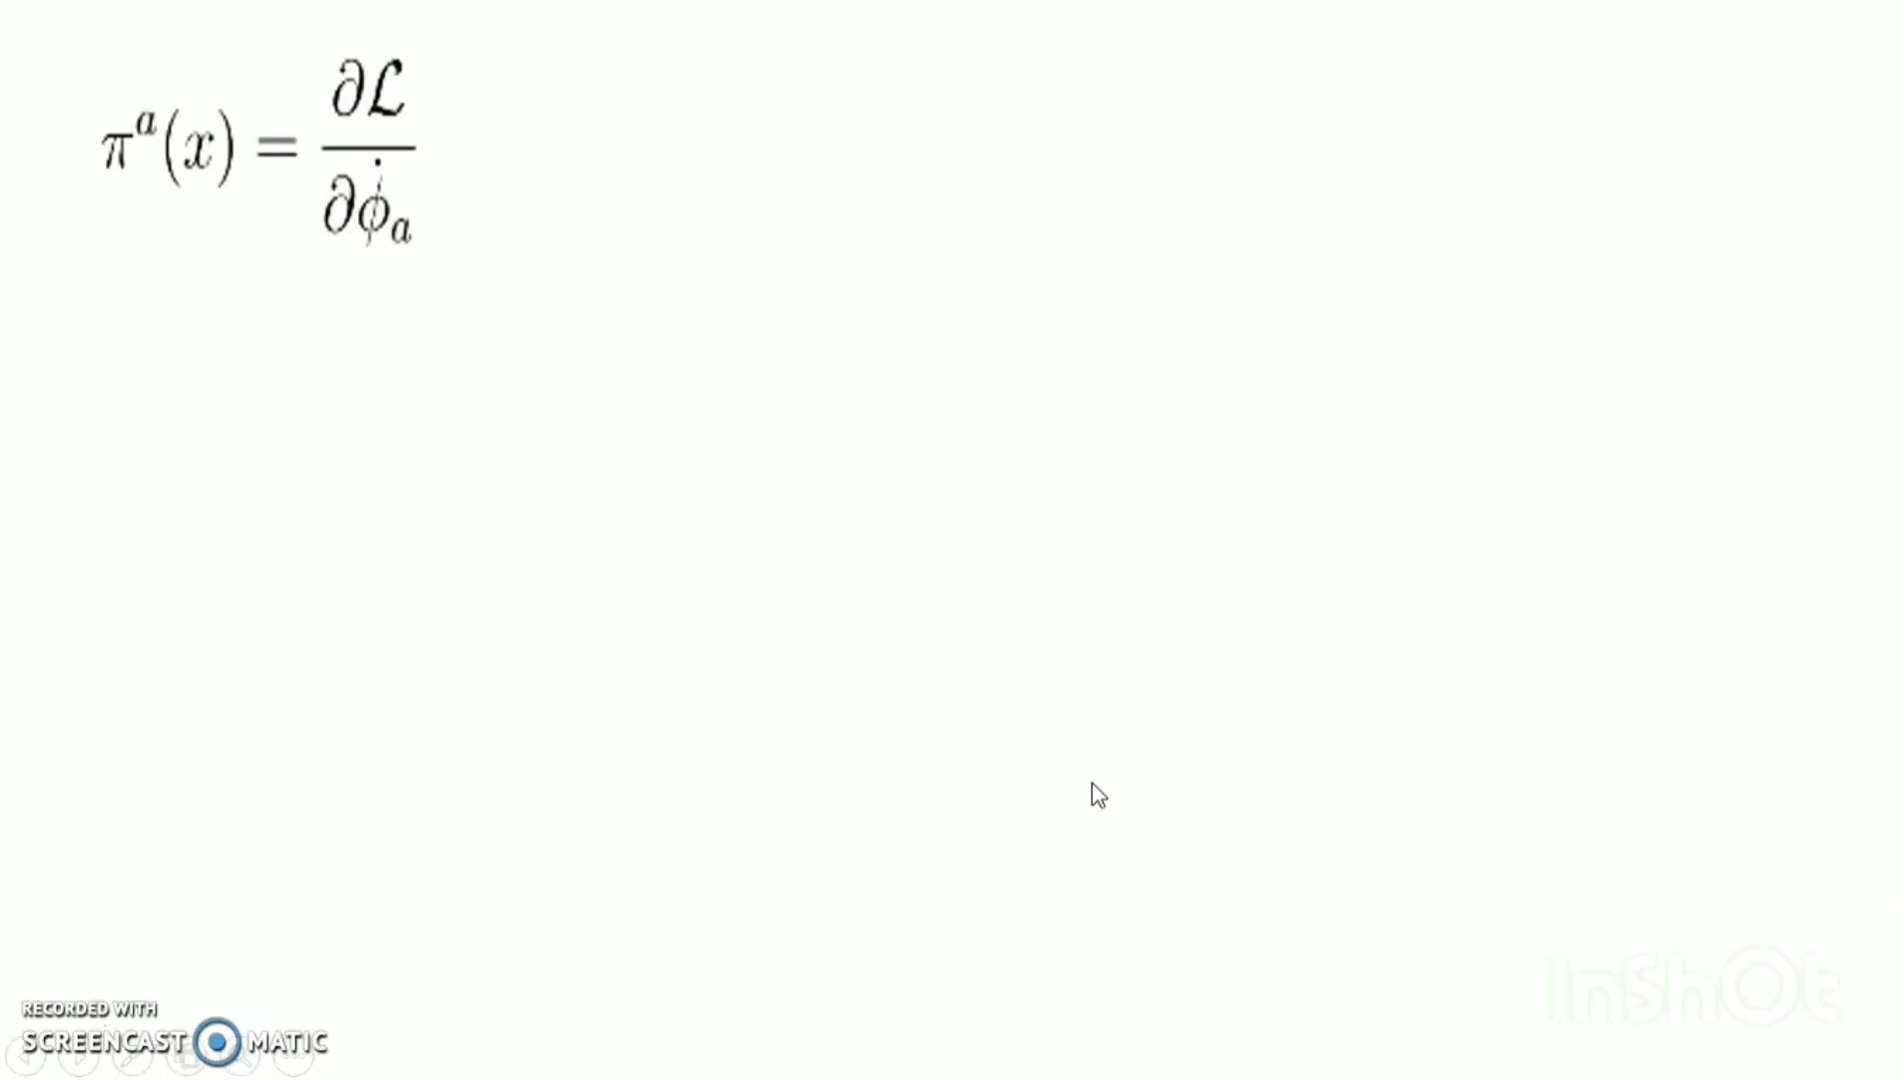 π^a(x) = ∂ℒ / ∂φ̇_a
RECORDED WITH
SCREENCAST MATIC
InShOt